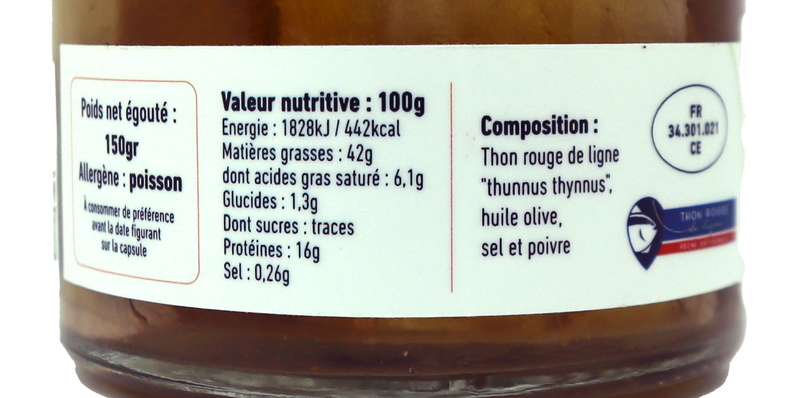 Poids net égoutté :
150gr
Allergène : poisson
À consommer de préférence
avant la date figurant
sur la capsule
Valeur nutritive : 100g
Energie : 1828kJ / 442kcal
Matières grasses : 42g
dont acides gras saturé : 6,1g
Glucides : 1,3g
Dont sucres : traces
Protéines : 16g
Sel : 0,26g
Composition :
Thon rouge de ligne
"thunnus thynnus",
huile olive,
sel et poivre
FR
34.301.021
CE
THON ROUGE
de ligne